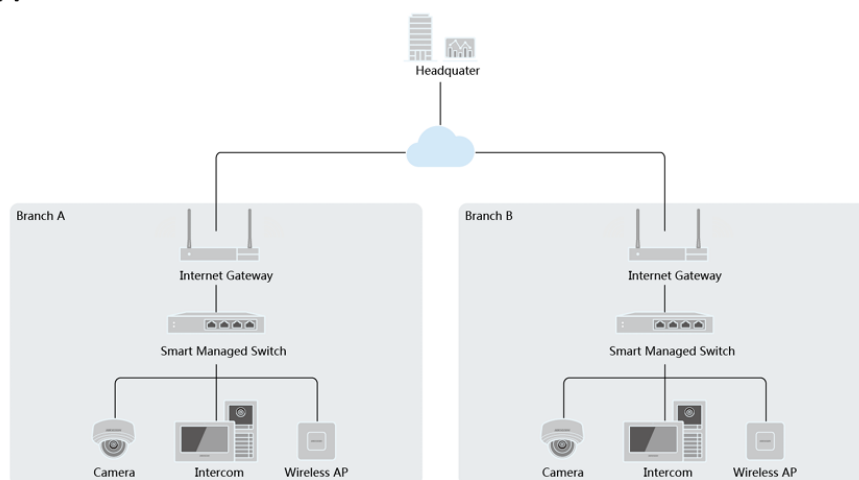 Headquater
Branch A
Branch B
Internet Gateway
Internet Gateway
Smart Managed Switch
Smart Managed Switch
Camera
Intercom
Wireless AP
Camera
Intercom
Wireless AP